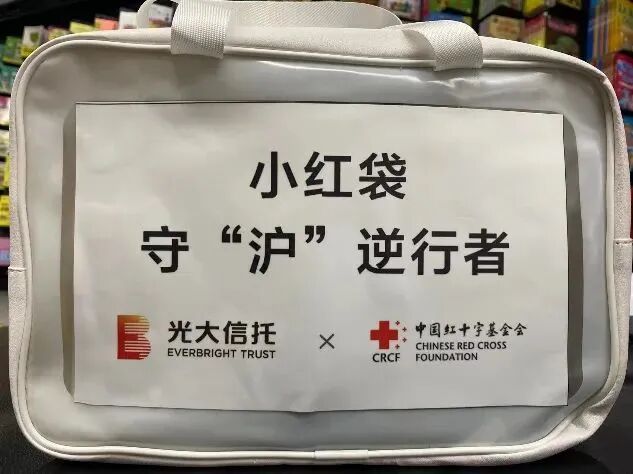 小红袋
守“沪”逆行者
光大信托
EVERBRIGHT TRUST
×
CRCF
中国红十字基金会
CHINESE RED CROSS
FOUNDATION